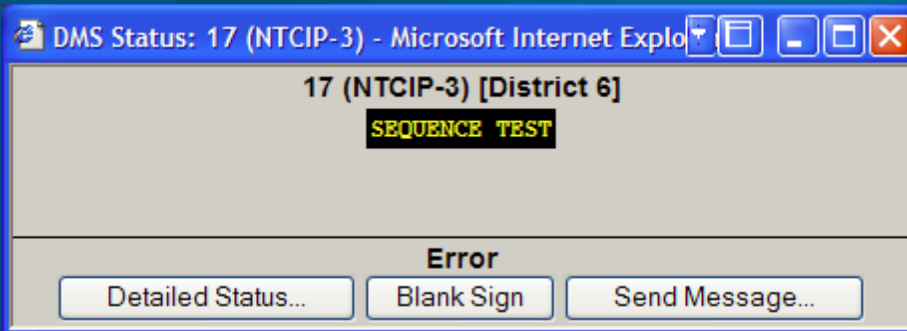 DMS Status: 17 (NTCIP-3) - Microsoft Internet Explo
17 (NTCIP-3) [District 6]
SEQUENCE TEST
Error
Detailed Status... Blank Sign Send Message...